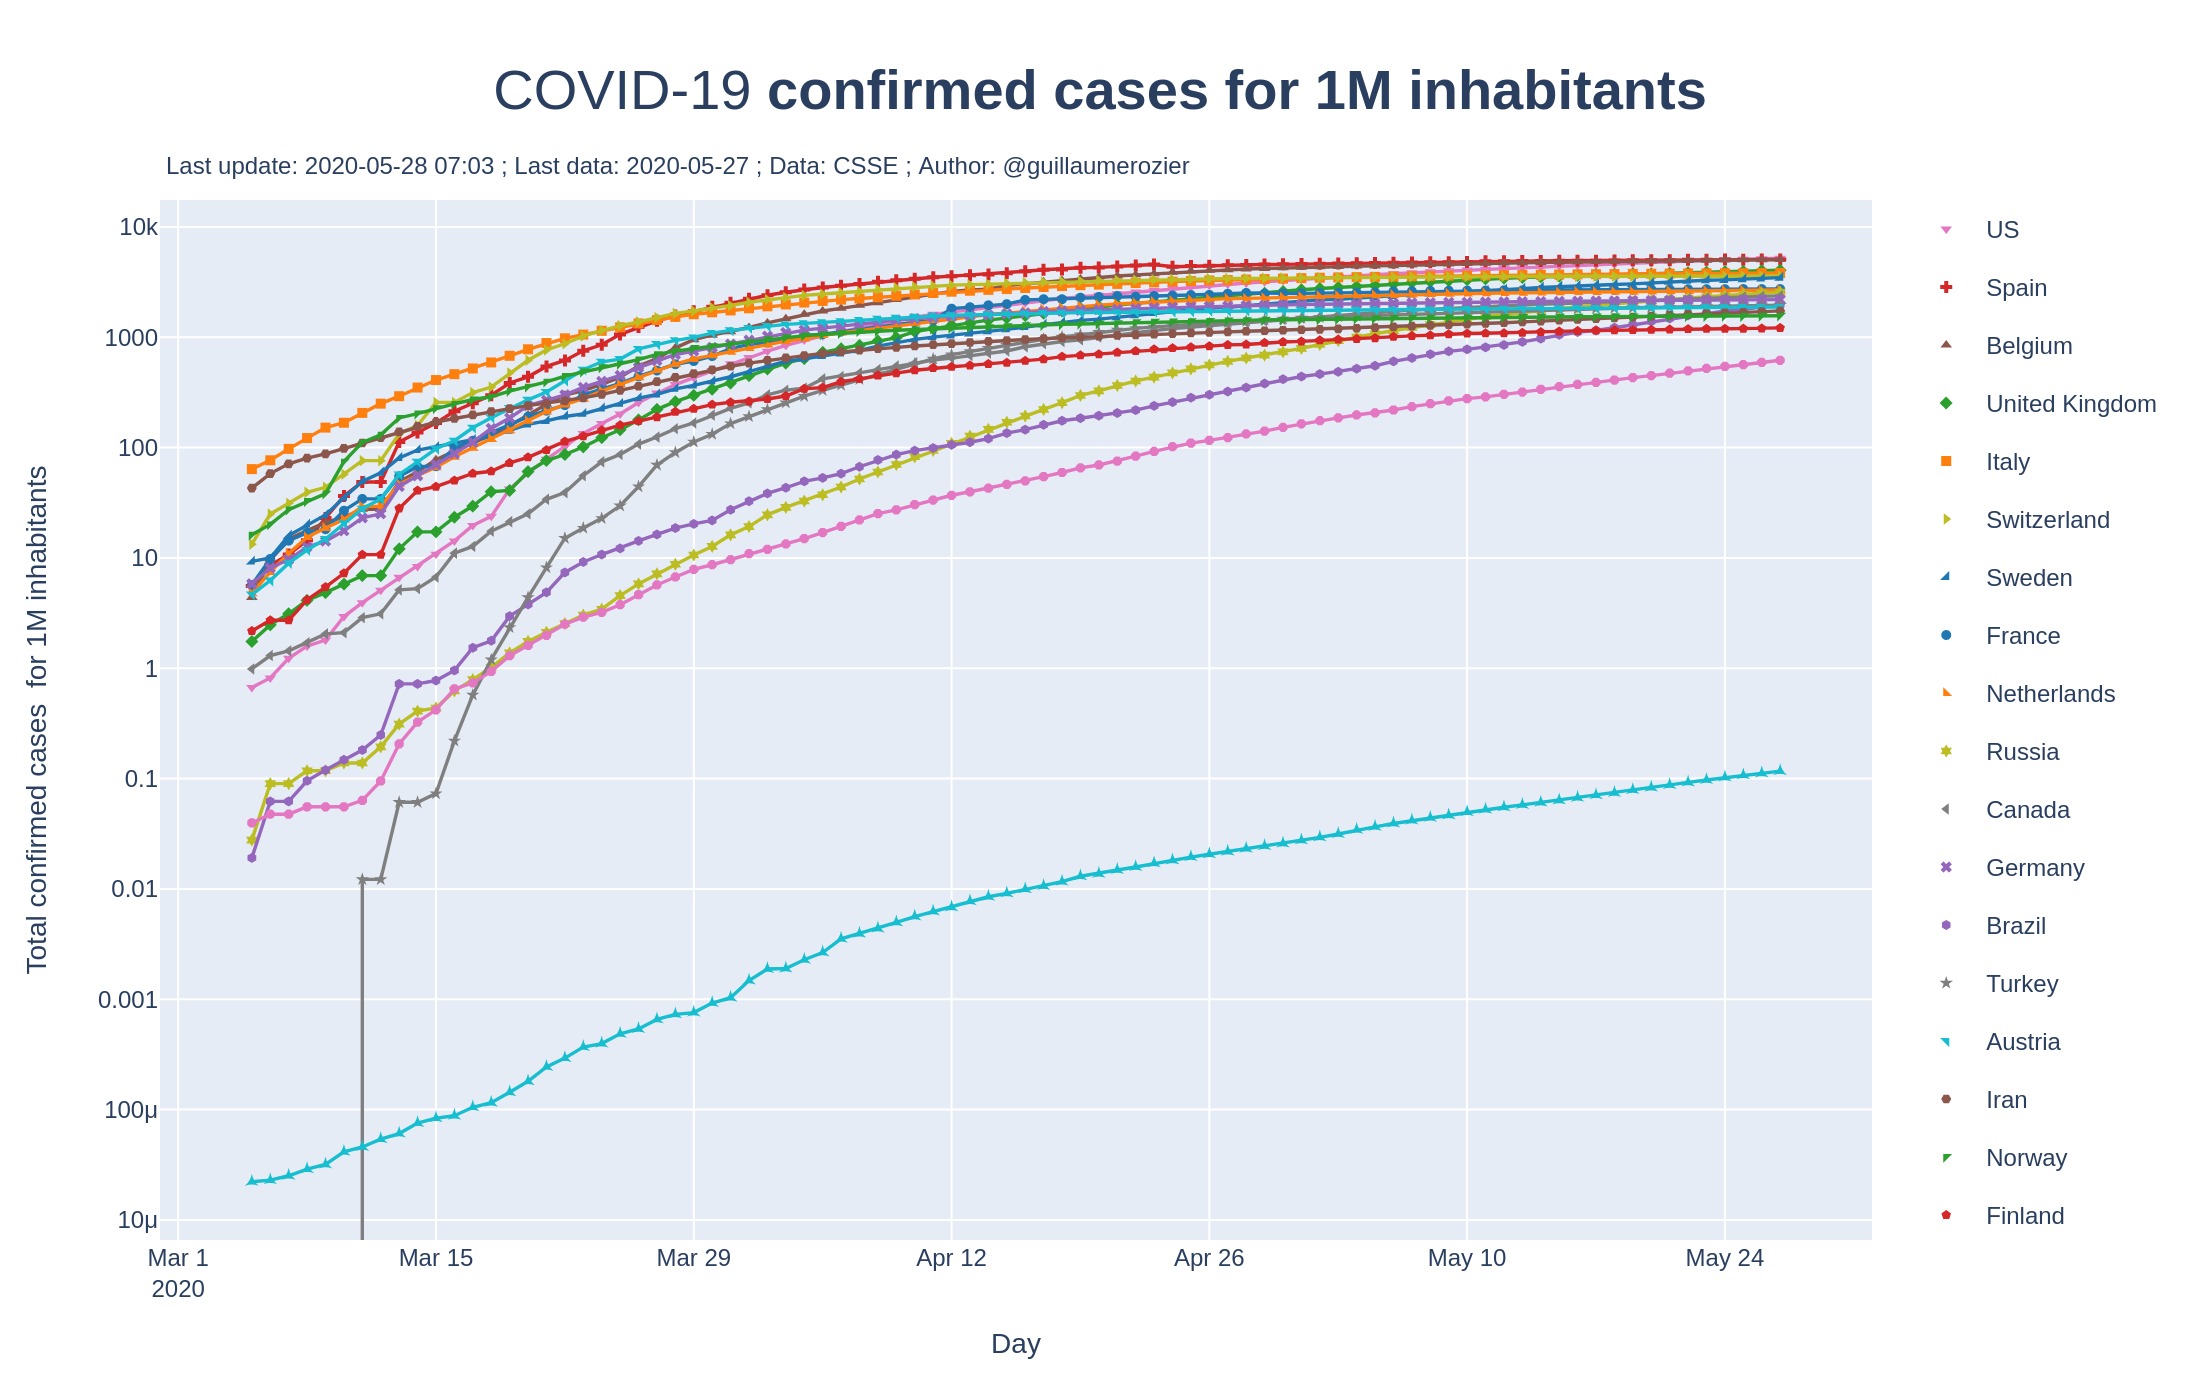 COVID-19 confirmed cases for 1M inhabitants
Last update: 2020-05-28 07:03 ; Last data: 2020-05-27 ; Data: CSSE ; Author: @guillaumerozier
Total confirmed cases for 1M inhabitants
10k
1000
100
10
1
0.1
0.01
0.001
100μ
10μ
Mar 1
2020
Mar 15
Mar 29
Apr 12
Apr 26
May 10
May 24
Day
US
Spain
Belgium
United Kingdom
Italy
Switzerland
Sweden
France
Netherlands
Russia
Canada
Germany
Brazil
Turkey
Austria
Iran
Norway
Finland